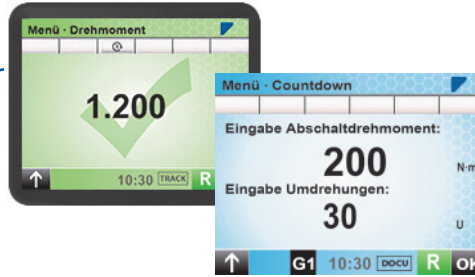 Menü · Drehmoment
1.200
10:30 TRACK R
Menü · Countdown
Eingabe Abschaltdrehmoment:
200 N·m
Eingabe Umdrehungen:
30 U
G1 10:30 DOCU R OK